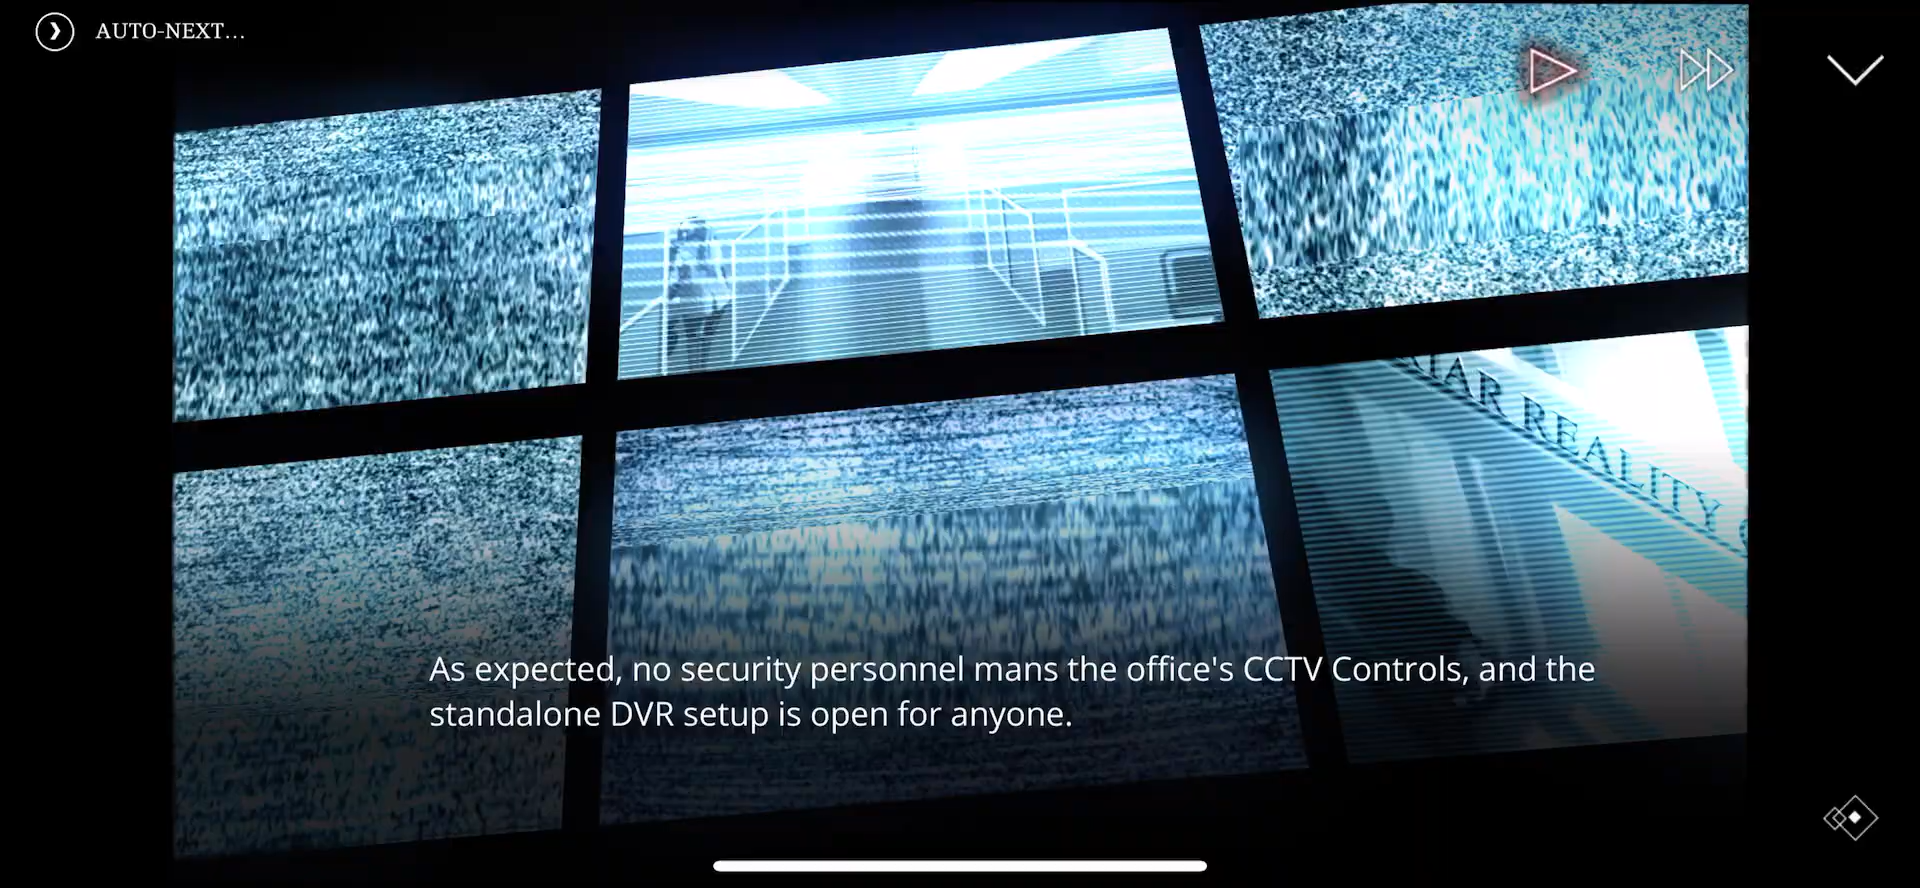 AUTO-NEXT...
REALITY
As expected, no security personnel mans the office's CCTV Controls, and the
standalone DVR setup is open for anyone.